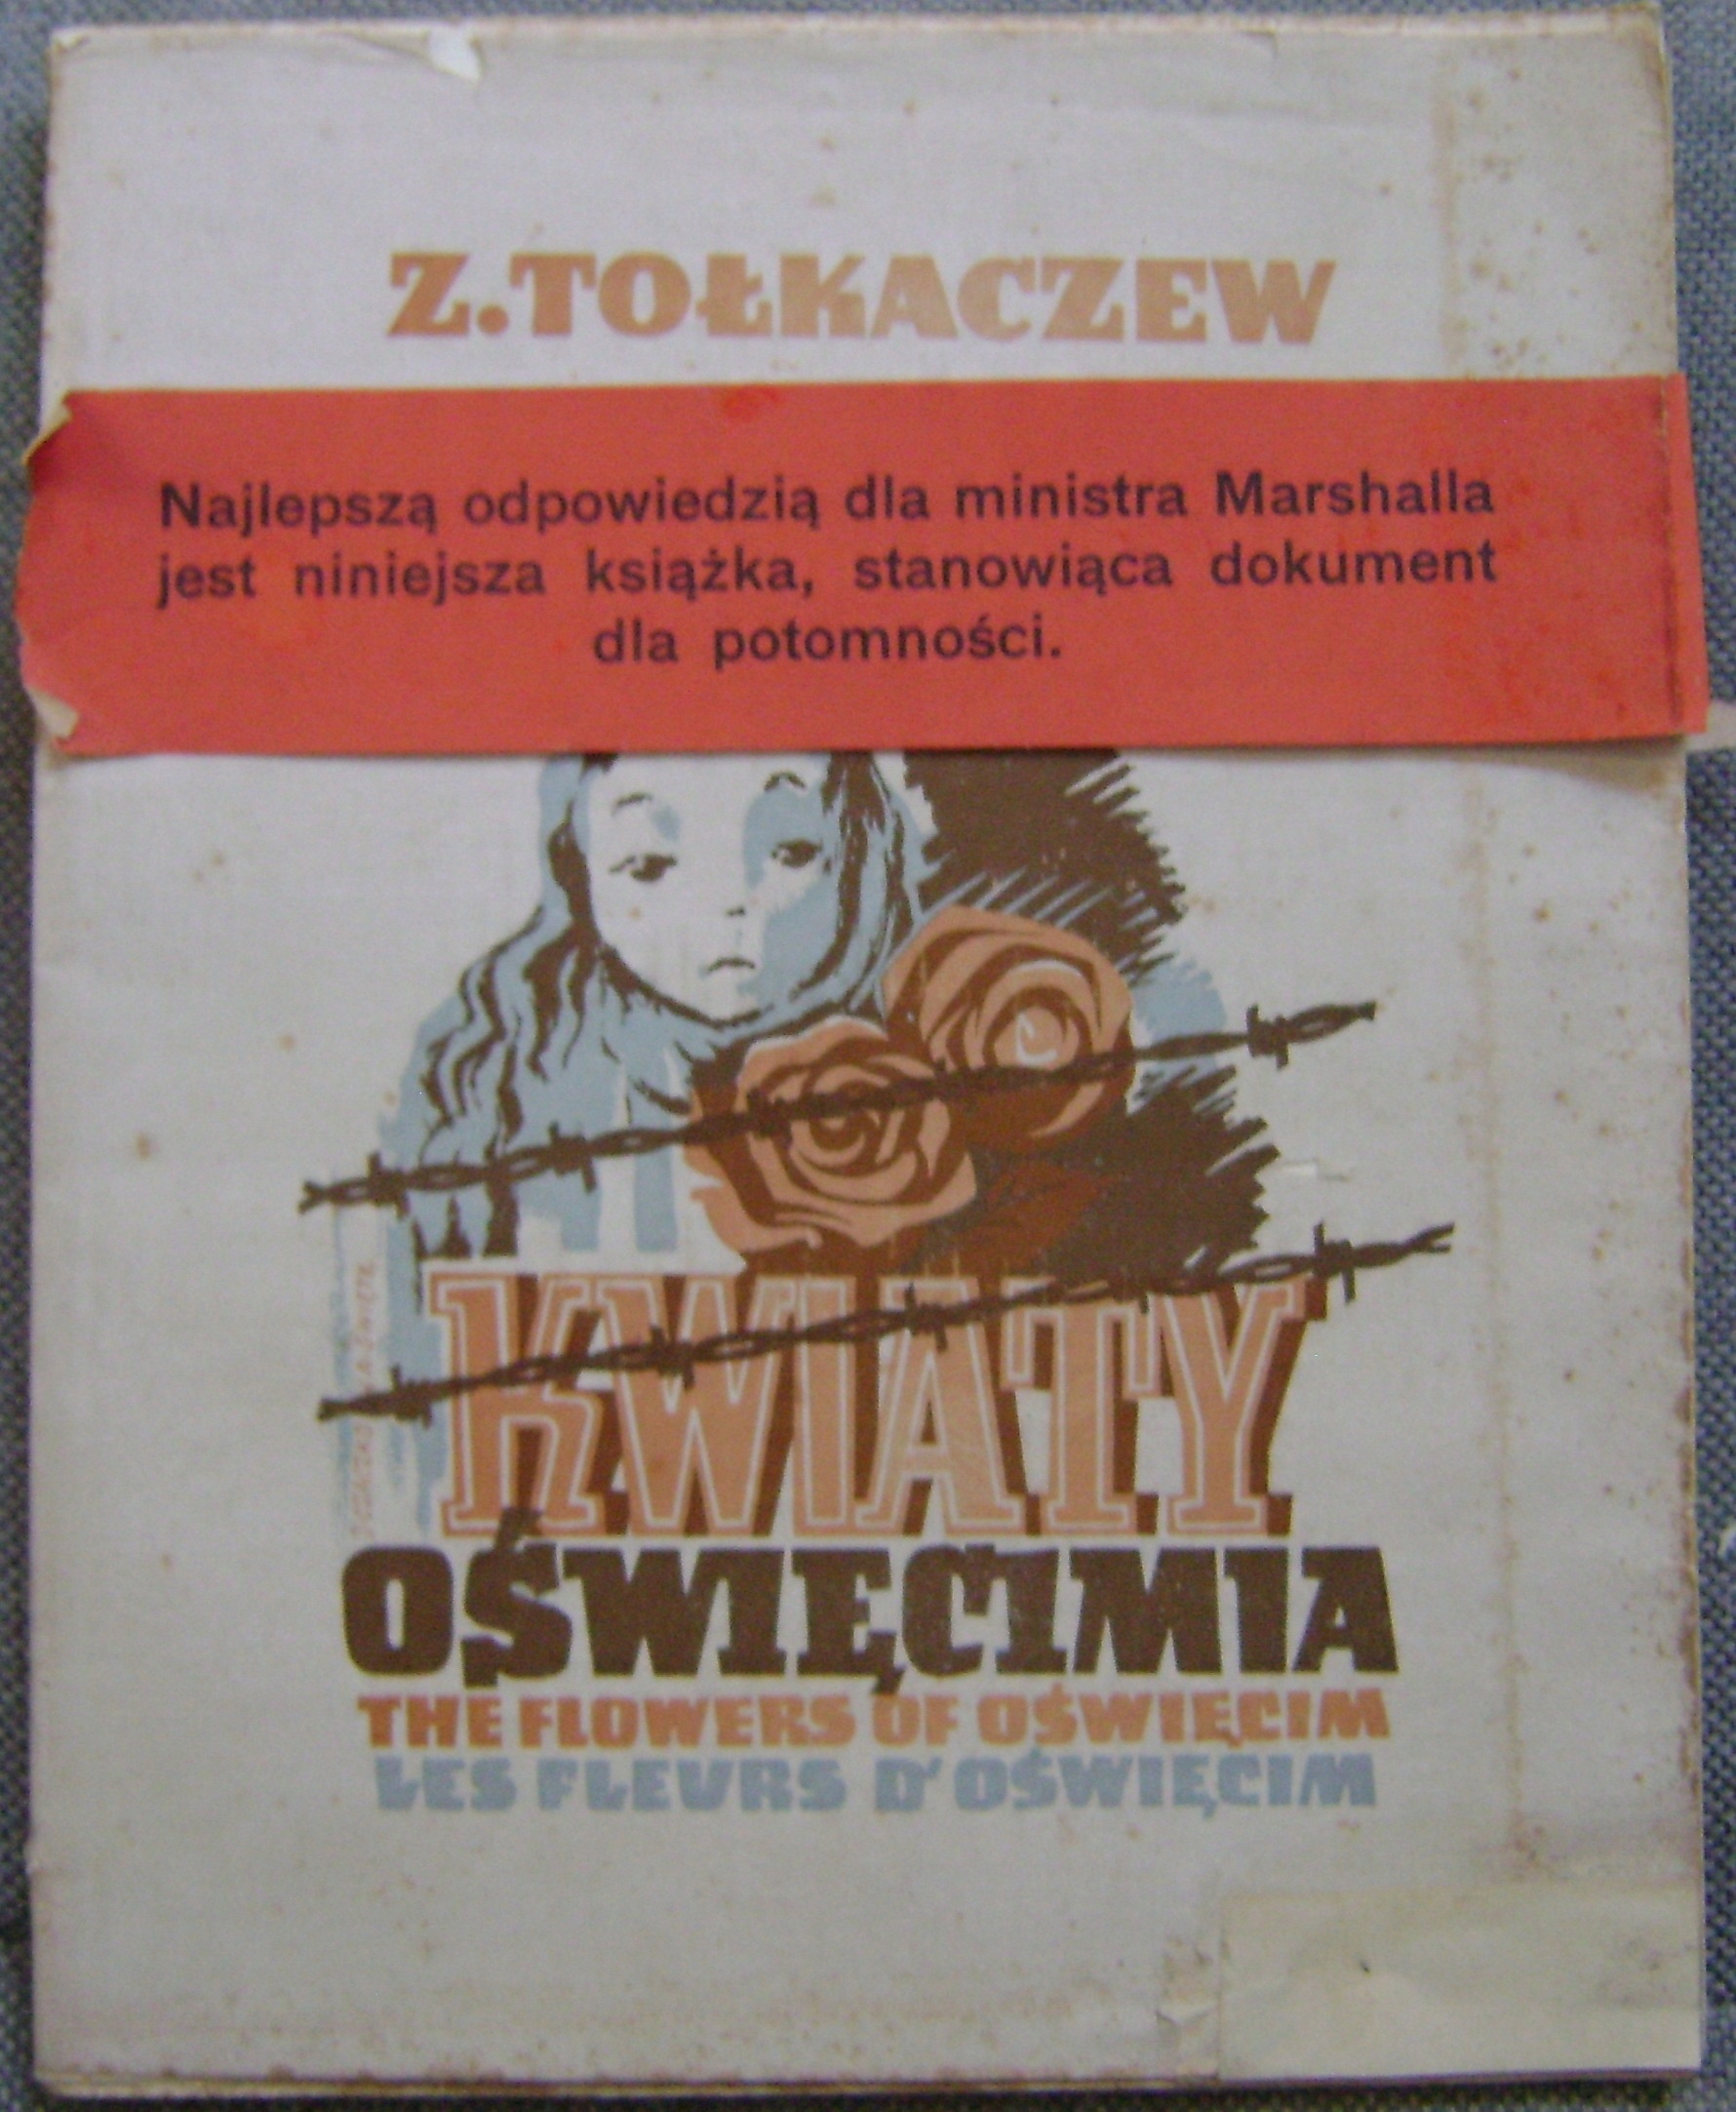 Z. TOŁKACZEW
Najlepszą odpowiedzią dla ministra Marshalla
jest niniejsza książka, stanowiąca dokument
dla potomności.
KWIATY
OŚWIĘCIMIA
THE FLOWERS OF OŚWIĘCIM
LES FLEURS D'OŚWIĘCIM